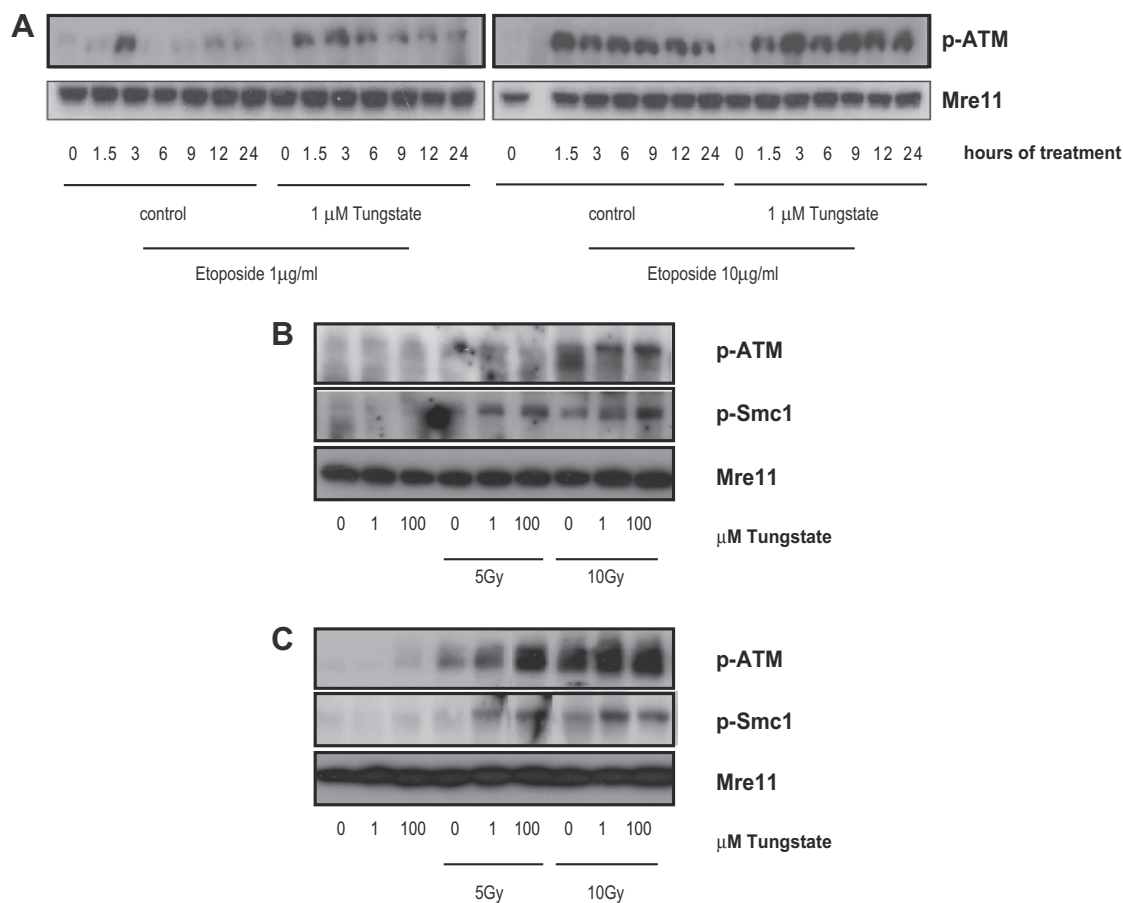 A
p-ATM
Mre11
0 1.5 3 6 9 12 24 0 1.5 3 6 9 12 24 0 1.5 3 6 9 12 24 0 1.5 3 6 9 12 24 hours of treatment
control 1 μM Tungstate control 1 μM Tungstate
Etoposide 1μg/ml Etoposide 10μg/ml
B
p-ATM
p-Smc1
Mre11
0 1 100 0 1 100 0 1 100 μM Tungstate
5Gy 10Gy
C
p-ATM
p-Smc1
Mre11
0 1 100 0 1 100 0 1 100 μM Tungstate
5Gy 10Gy